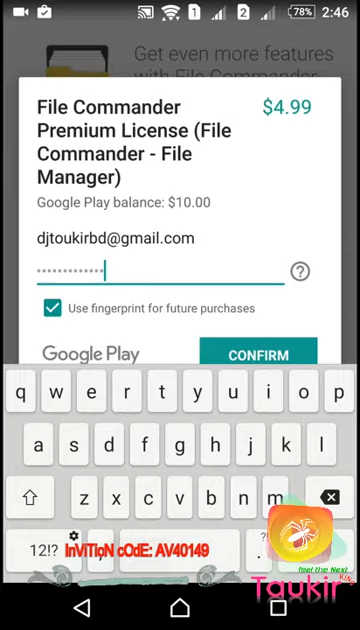 78%
2:46
1
2
Get even more features
with File Commander
File Commander
Premium License (File
Commander - File
Manager)
$4.99
Google Play balance: $10.00
djtoukirbd@gmail.com
Use fingerprint for future purchases
Google Play
CONFIRM
q w e r t y u i o p
a s d f g h j k l
z x c v b n m
12!?
, . ?
InViTiQN cOdE: AV40149
feel the Next
Taukir KING